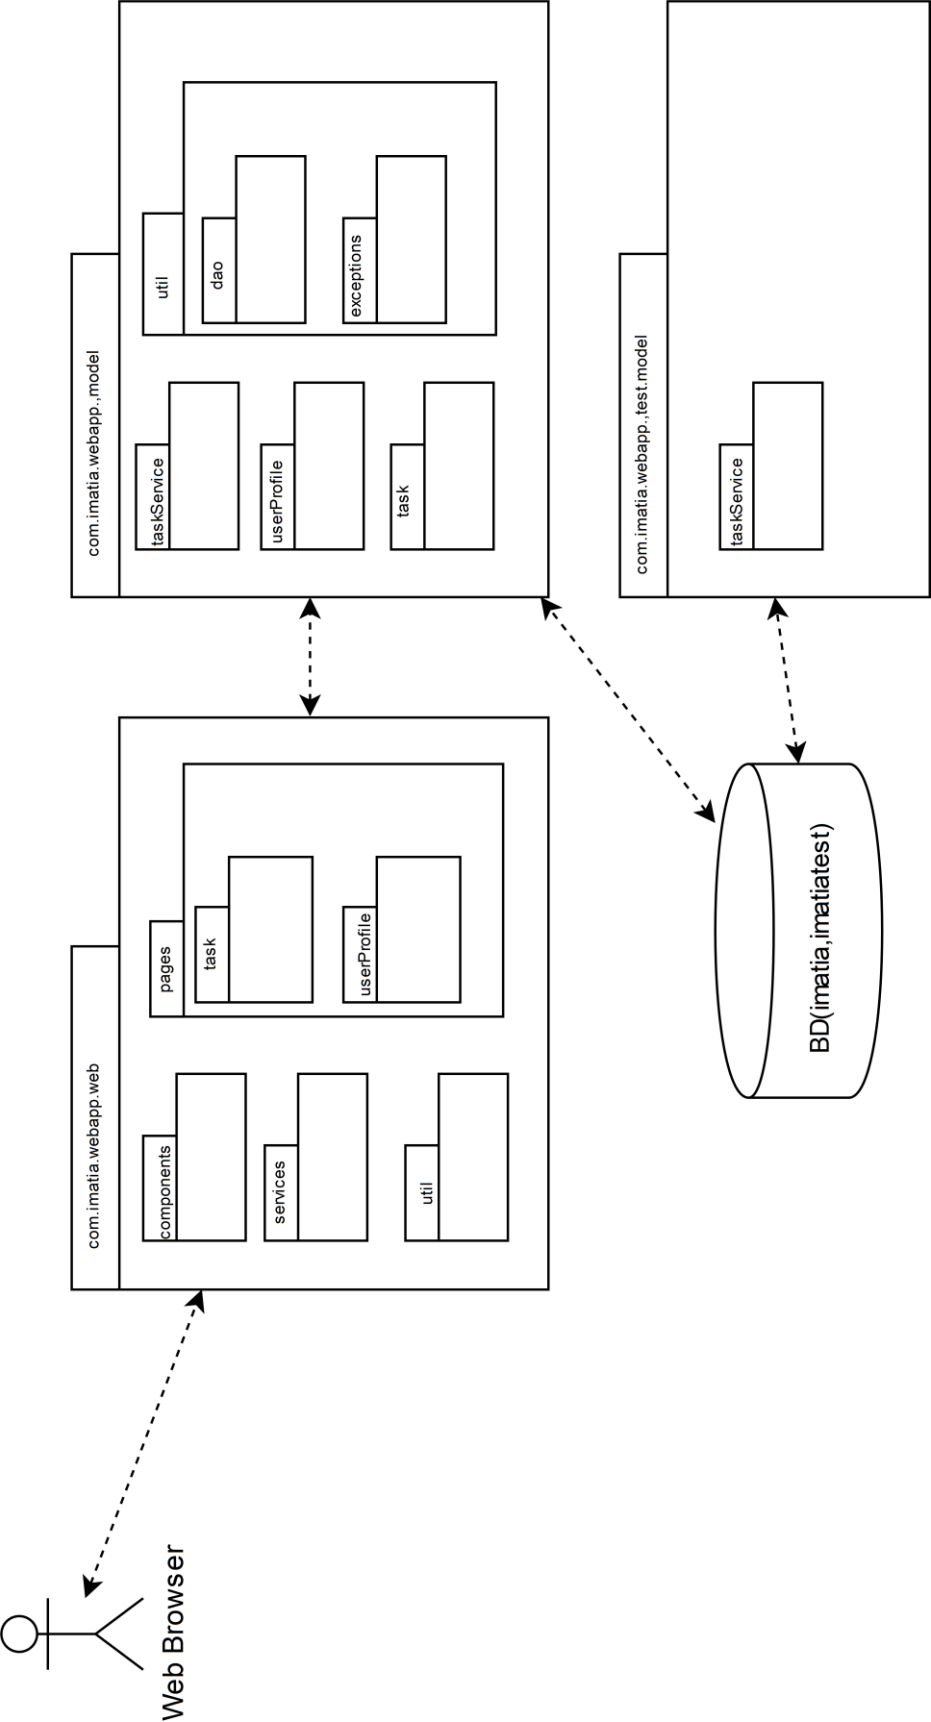 Web Browser
com.imatia.webapp.web
components
services
util
pages
task
userProfile
com.imatia.webapp.,model
taskService
userProfile
task
util
dao
exceptions
BD(imatia,imatiatest)
com.imatia.webapp.,test.model
taskService